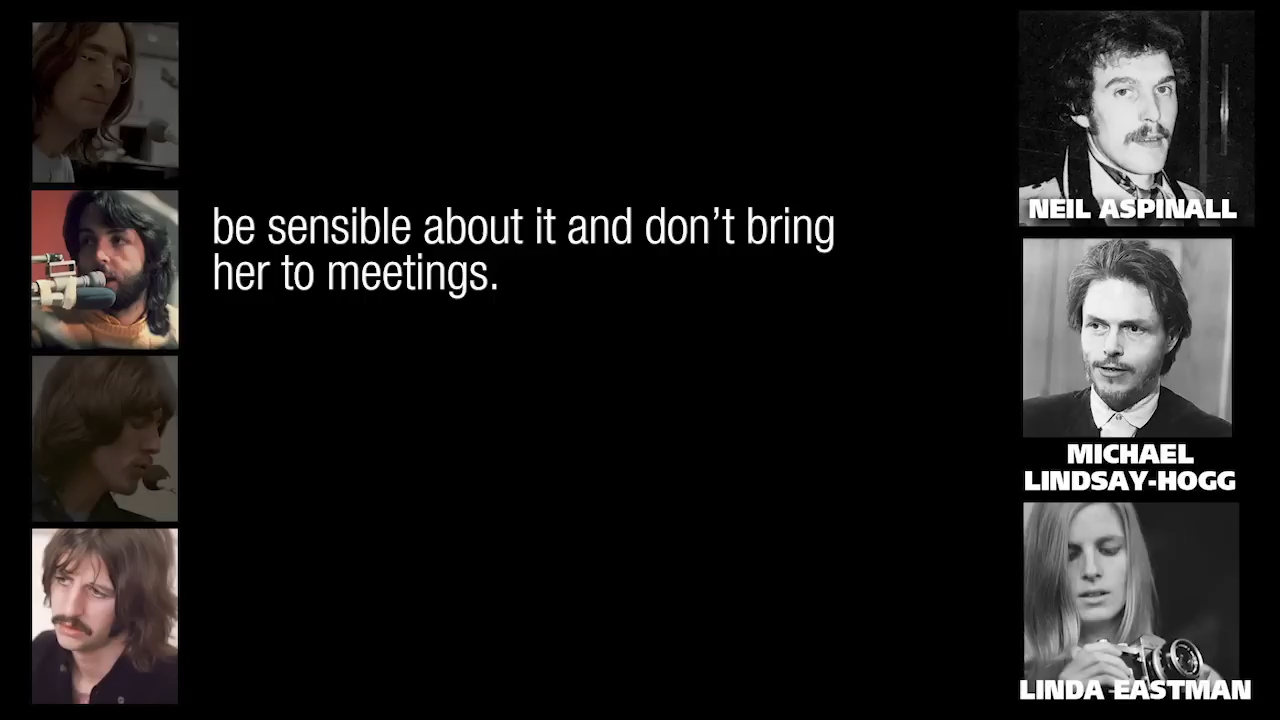 be sensible about it and don't bring
her to meetings.
NEIL ASPINALL
MICHAEL
LINDSAY-HOGG
LINDA EASTMAN